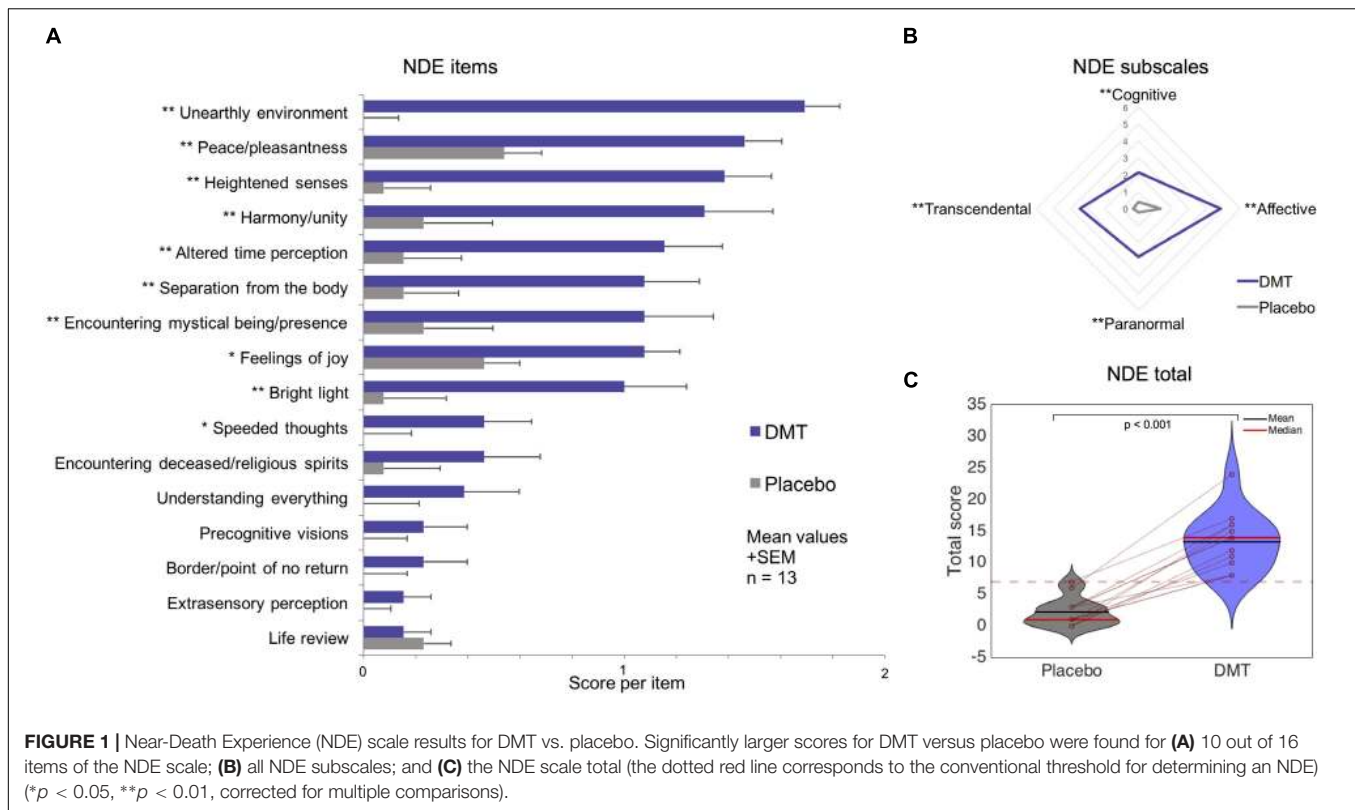 A
NDE items
** Unearthly environment
** Peace/pleasantness
** Heightened senses
** Harmony/unity
** Altered time perception
** Separation from the body
** Encountering mystical being/presence
* Feelings of joy
** Bright light
* Speeded thoughts
Encountering deceased/religious spirits
Understanding everything
Precognitive visions
Border/point of no return
Extrasensory perception
Life review
0
1
2
Score per item
DMT
Placebo
Mean values
+SEM
n = 13
B
NDE subscales
**Cognitive
6
5
4
3
2
1
0
**Transcendental
**Affective
**Paranormal
DMT
Placebo
C
NDE total
35
30
25
20
15
10
5
0
-5
Total score
p < 0.001
Mean
Median
Placebo
DMT
FIGURE 1 | Near-Death Experience (NDE) scale results for DMT vs. placebo. Significantly larger scores for DMT versus placebo were found for (A) 10 out of 16
items of the NDE scale; (B) all NDE subscales; and (C) the NDE scale total (the dotted red line corresponds to the conventional threshold for determining an NDE)
(*p < 0.05, **p < 0.01, corrected for multiple comparisons).